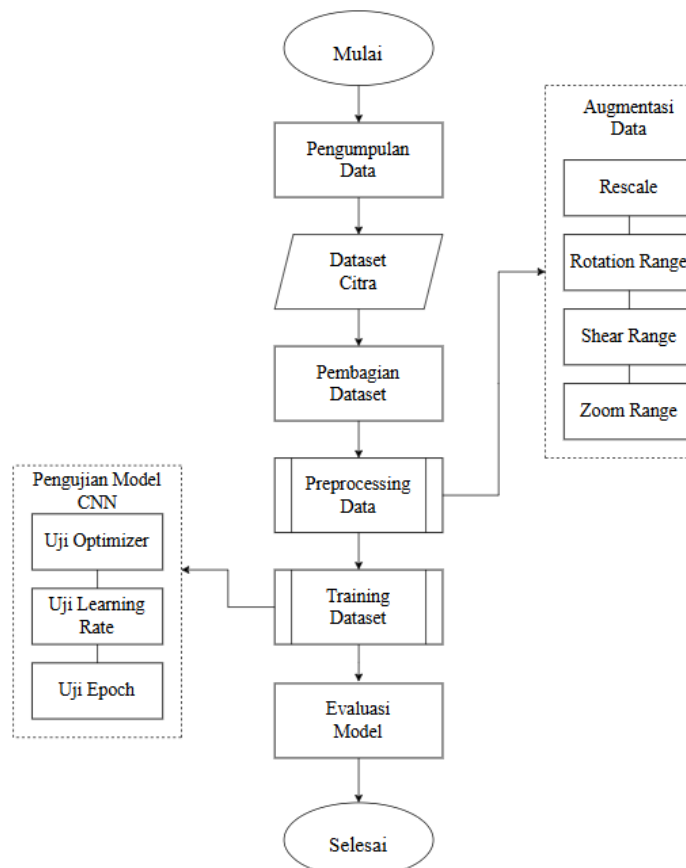 Mulai
Pengumpulan
Data
Dataset
Citra
Pembagian
Dataset
Preprocessing
Data
Augmentasi
Data
Rescale
Rotation Range
Shear Range
Zoom Range
Training
Dataset
Pengujian Model
CNN
Uji Optimizer
Uji Learning
Rate
Uji Epoch
Evaluasi
Model
Selesai